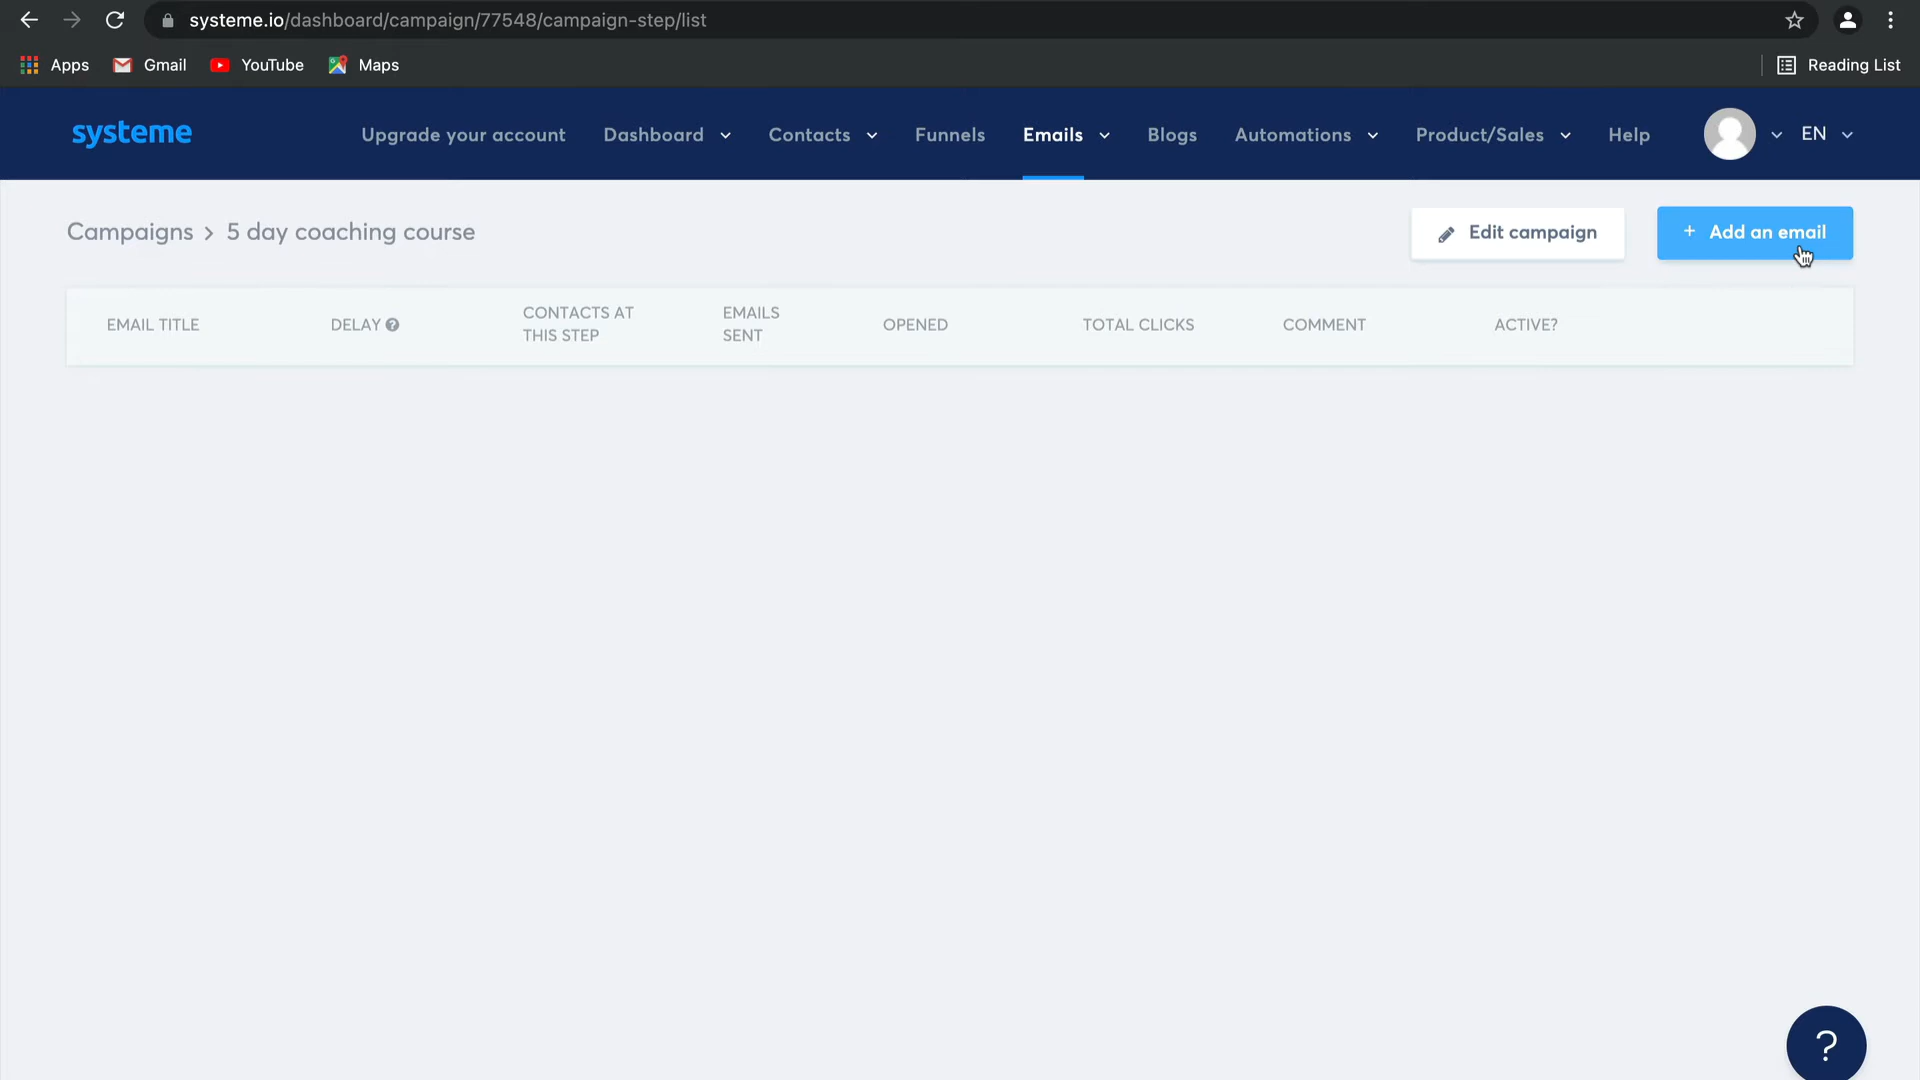 systeme.io/dashboard/campaign/77548/campaign-step/list
Apps Gmail YouTube Maps Reading List
systeme Upgrade your account Dashboard Contacts Funnels Emails Blogs Automations Product/Sales Help EN
Campaigns > 5 day coaching course Edit campaign + Add an email
EMAIL TITLE DELAY ? CONTACTS AT THIS STEP EMAILS SENT OPENED TOTAL CLICKS COMMENT ACTIVE?
?